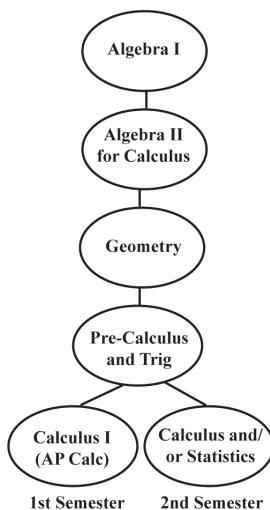 Algebra I
Algebra II
for Calculus
Geometry
Pre-Calculus
and Trig
Calculus I
(AP Calc)
Calculus and/
or Statistics
1st Semester
2nd Semester